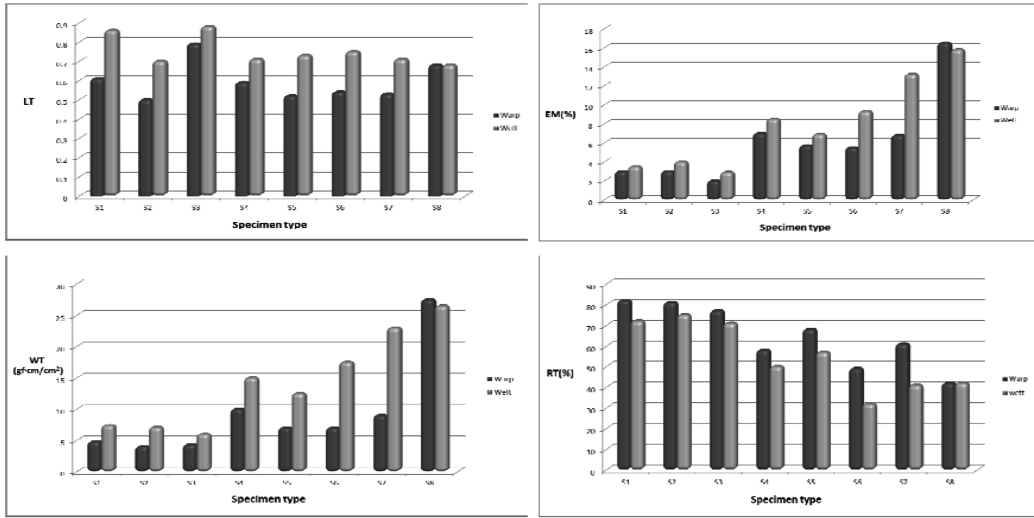 0.9
0.8
0.7
0.6
0.5
0.4
0.3
0.2
0.1
0
LT
S1 S2 S3 S4 S5 S6 S7 S8
Specimen type
Warp
Weft
18
16
14
12
10
8
6
4
2
0
EM(%)
S1 S2 S3 S4 S5 S6 S7 S8
Specimen type
Warp
Weft
30
25
20
15
10
5
0
WT
(gf·cm/cm²)
S1 S2 S3 S4 S5 S6 S7 S8
Specimen type
Warp
Weft
90
80
70
60
50
40
30
20
10
0
RT(%)
S1 S2 S3 S4 S5 S6 S7 S8
Specimen type
Warp
weft